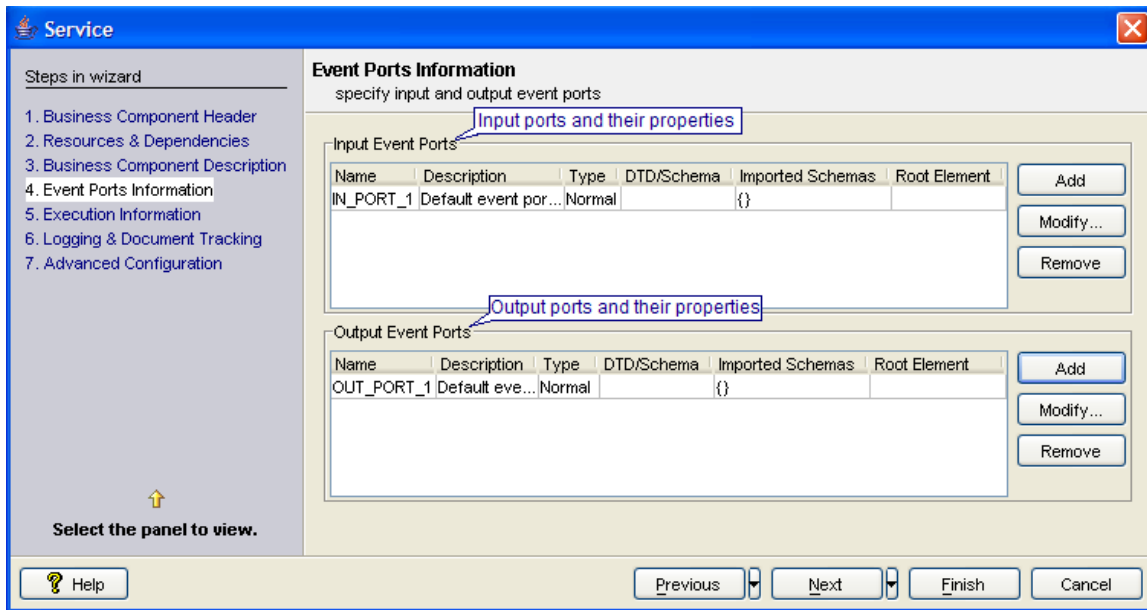 Service
Steps in wizard
1. Business Component Header
2. Resources & Dependencies
3. Business Component Description
4. Event Ports Information
5. Execution Information
6. Logging & Document Tracking
7. Advanced Configuration
Select the panel to view.
Event Ports Information
specify input and output event ports
Input ports and their properties
Input Event Ports
Name Description Type DTD/Schema Imported Schemas Root Element
IN_PORT_1 Default event por... Normal {}
Add
Modify...
Remove
Output ports and their properties
Output Event Ports
Name Description Type DTD/Schema Imported Schemas Root Element
OUT_PORT_1 Default eve... Normal {}
Add
Modify...
Remove
Help Previous Next Finish Cancel